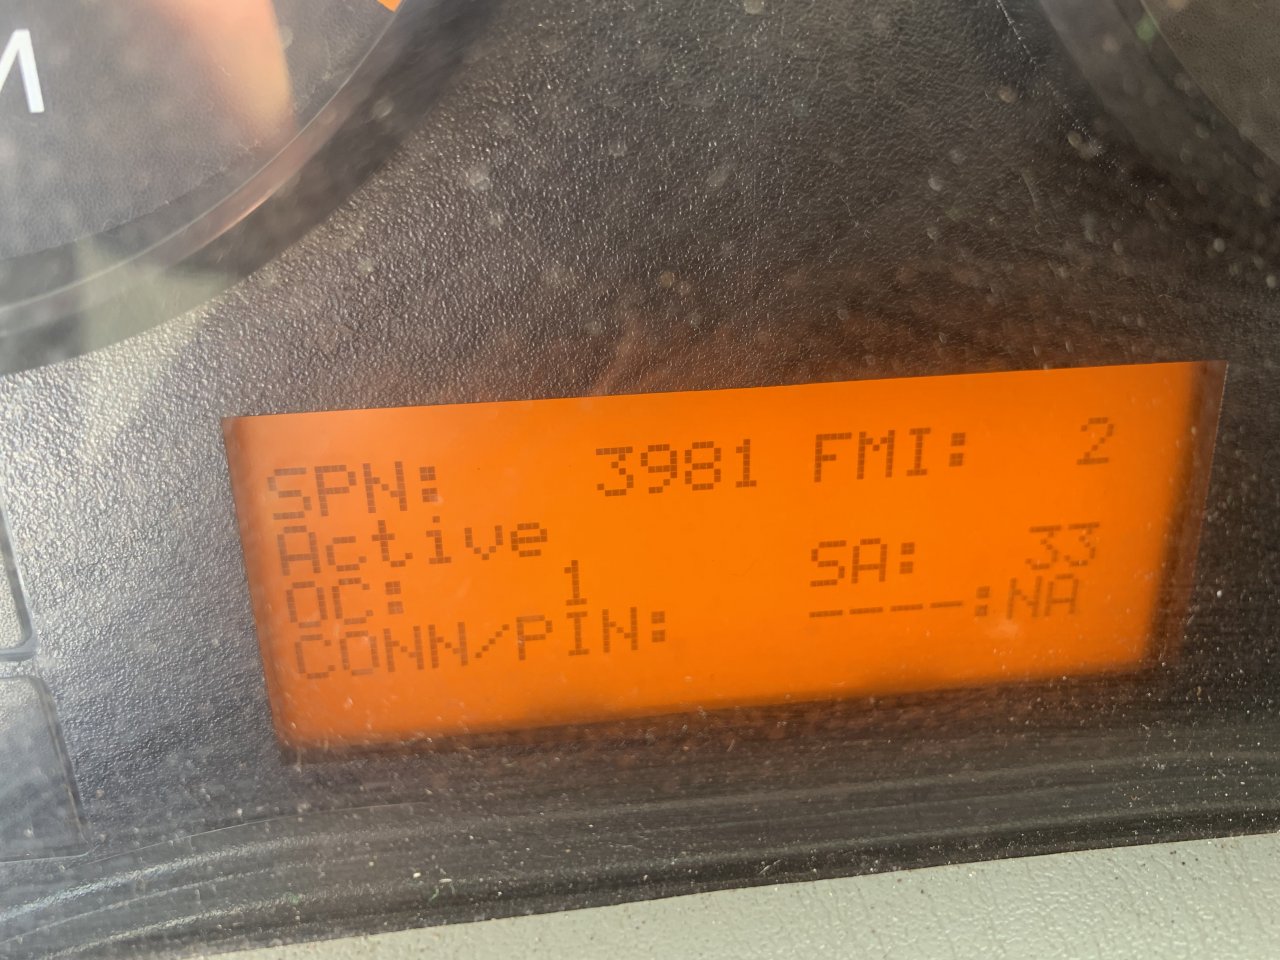 M
SPN: 3981 FMI: 2
Active
OC: 1 SA: 33
CONN/PIN: ----:NA